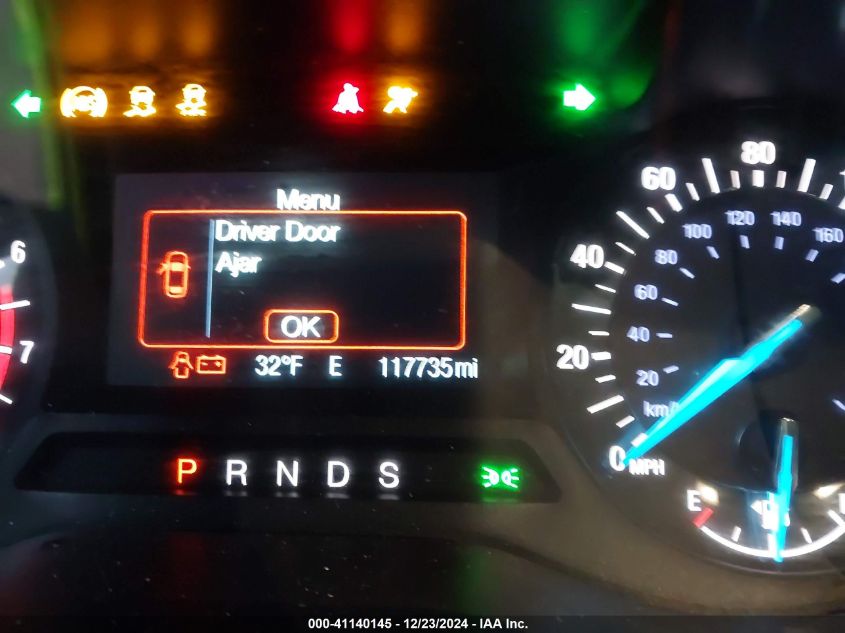 ABS
Menu
Driver Door
Ajar
OK
32°F E 117735mi
P R N D S
6
7
0 20 40 60 80
20 40 60 80 100 120 140 160
km/
MPH
E
000-41140145 - 12/23/2024 - IAA Inc.